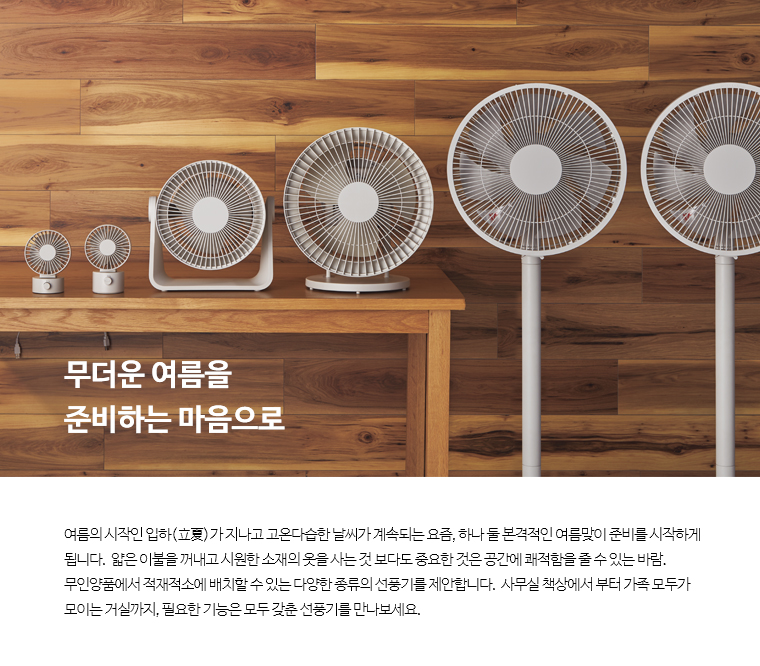 무더운 여름을
준비하는 마음으로
여름의 시작인 입하(立夏)가 지나고 고온다습한 날씨가 계속되는 요즘, 하나 둘 본격적인 여름맞이 준비를 시작하게
됩니다. 얇은 이불을 꺼내고 시원한 소재의 옷을 사는 것 보다도 중요한 것은 공간에 쾌적함을 줄 수 있는 바람.
무인양품에서 적재적소에 배치할 수 있는 다양한 종류의 선풍기를 제안합니다. 사무실 책상에서 부터 가족 모두가
모이는 거실까지, 필요한 기능은 모두 갖춘 선풍기를 만나보세요.